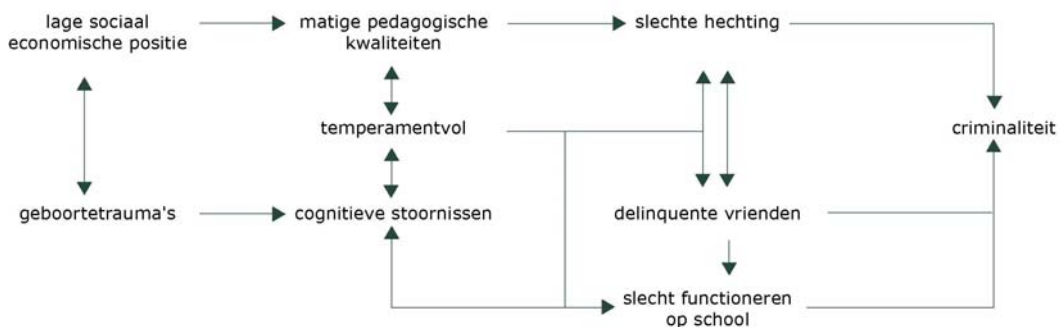 lage sociaal
economische positie
matige pedagogische
kwaliteiten
slechte hechting
temperamentvol
criminaliteit
geboortetrauma's
cognitieve stoornissen
delinquente vrienden
slecht functioneren
op school